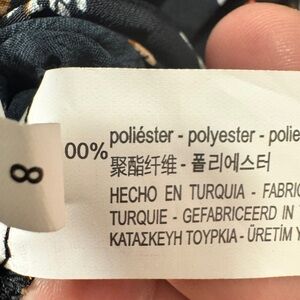 00% poliéster - polyester - polie
聚酯纤维 - 폴리에스터
HECHO EN TURQUIA - FABRIC
TURQUIE - GEFABRICEERD IN T
ΚΑΤΑΣΚΕΥΗ ΤΟΥΡΚΙΑ - ÜRETİM Y
8